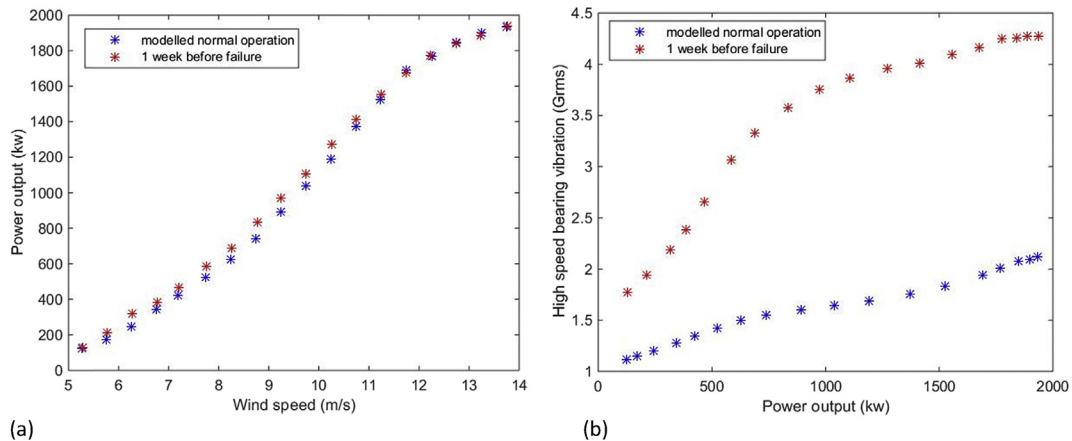 2000
1800
1600
1400
1200
1000
800
600
400
200
0
Power output (kw)
modelled normal operation
1 week before failure
5 6 7 8 9 10 11 12 13 14
Wind speed (m/s)
(a)
4.5
4
3.5
3
2.5
2
1.5
1
High speed bearing vibration (Grms)
modelled normal operation
1 week before failure
0 500 1000 1500 2000
Power output (kw)
(b)